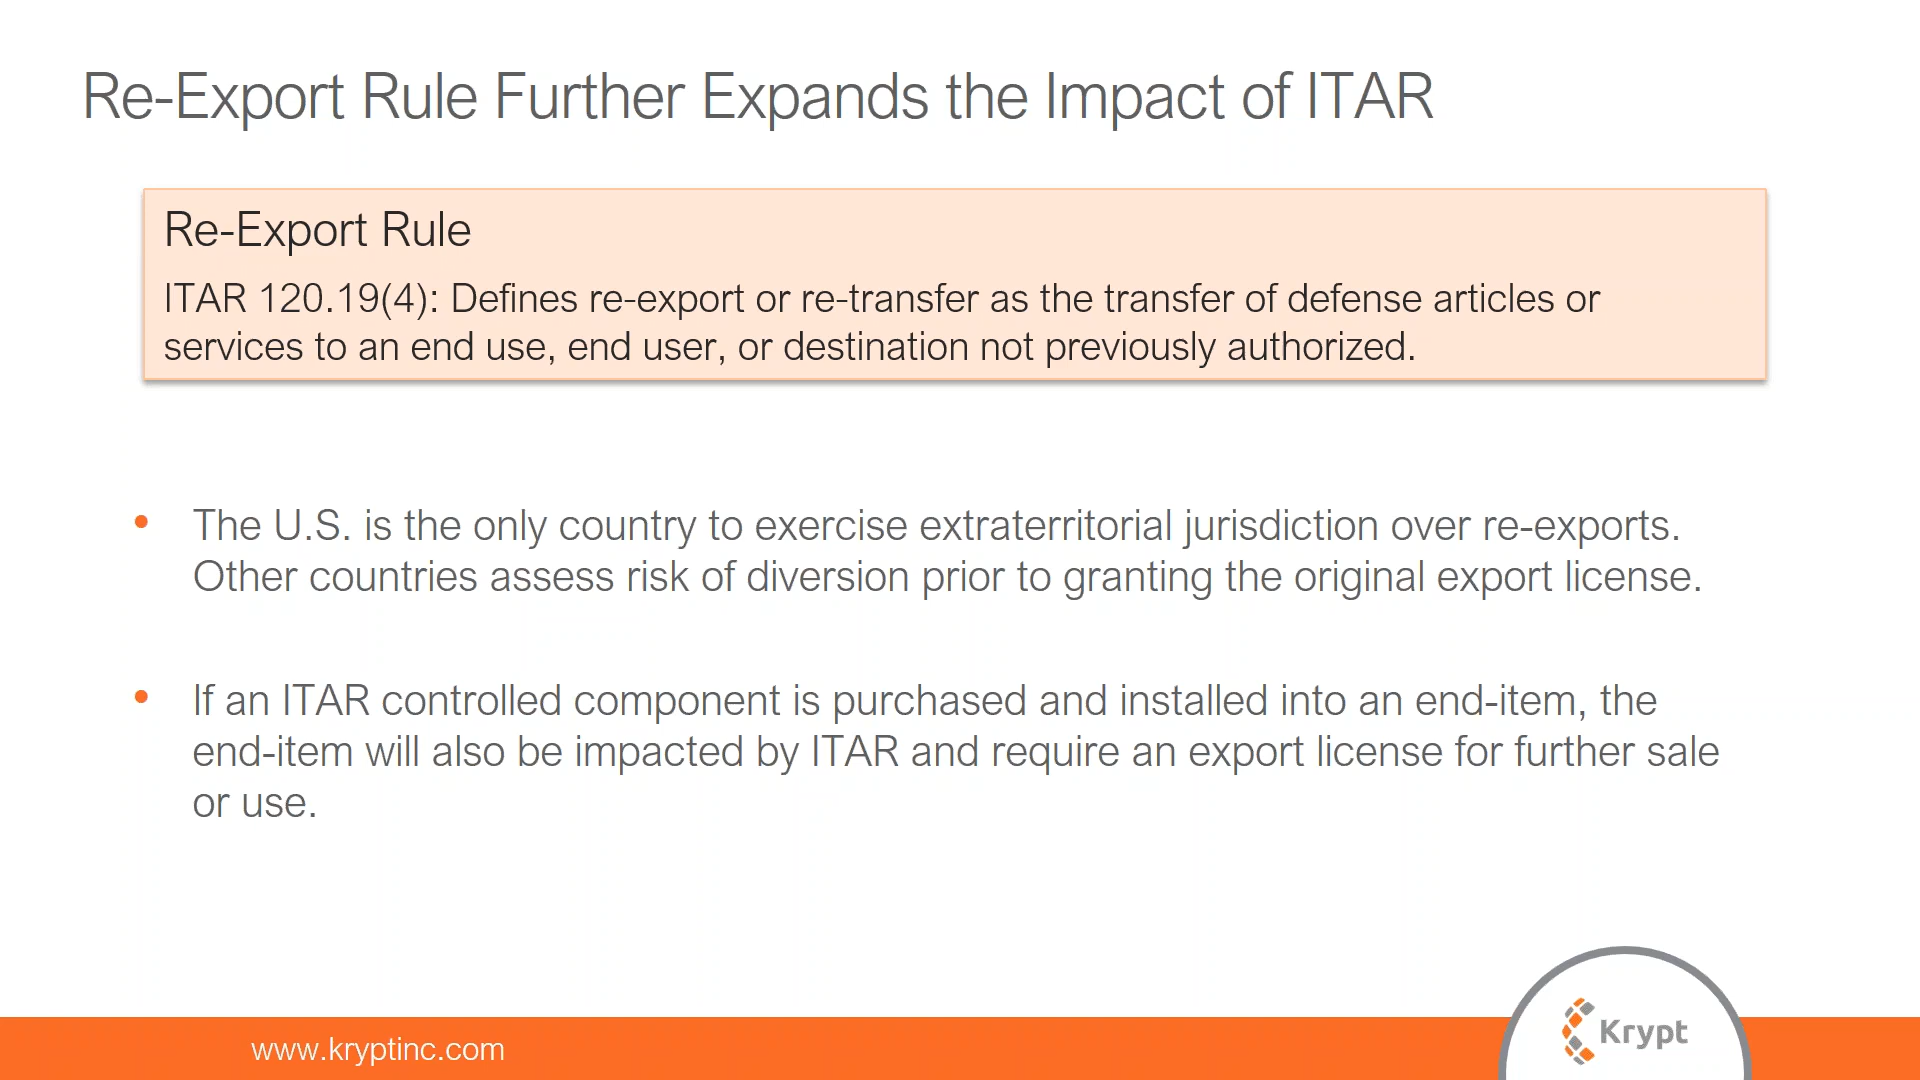 Re-Export Rule Further Expands the Impact of ITAR
Re-Export Rule
ITAR 120.19(4): Defines re-export or re-transfer as the transfer of defense articles or
services to an end use, end user, or destination not previously authorized.
• The U.S. is the only country to exercise extraterritorial jurisdiction over re-exports.
Other countries assess risk of diversion prior to granting the original export license.
• If an ITAR controlled component is purchased and installed into an end-item, the
end-item will also be impacted by ITAR and require an export license for further sale
or use.
www.kryptinc.com
Krypt